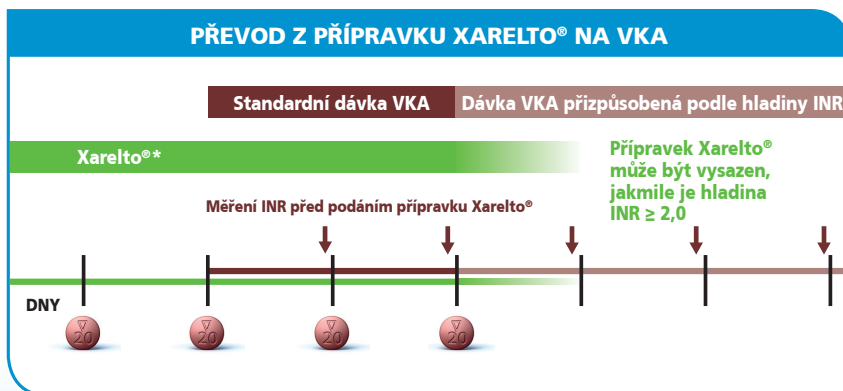 PŘEVOD Z PŘÍPRAVKU XARELTO® NA VKA
Standardní dávka VKA
Dávka VKA přizpůsobená podle hladiny INR
Xarelto®*
Přípravek Xarelto®
může být vysazen,
jakmile je hladina
INR ≥ 2,0
Měření INR před podáním přípravku Xarelto®
DNY
20
20
20
20